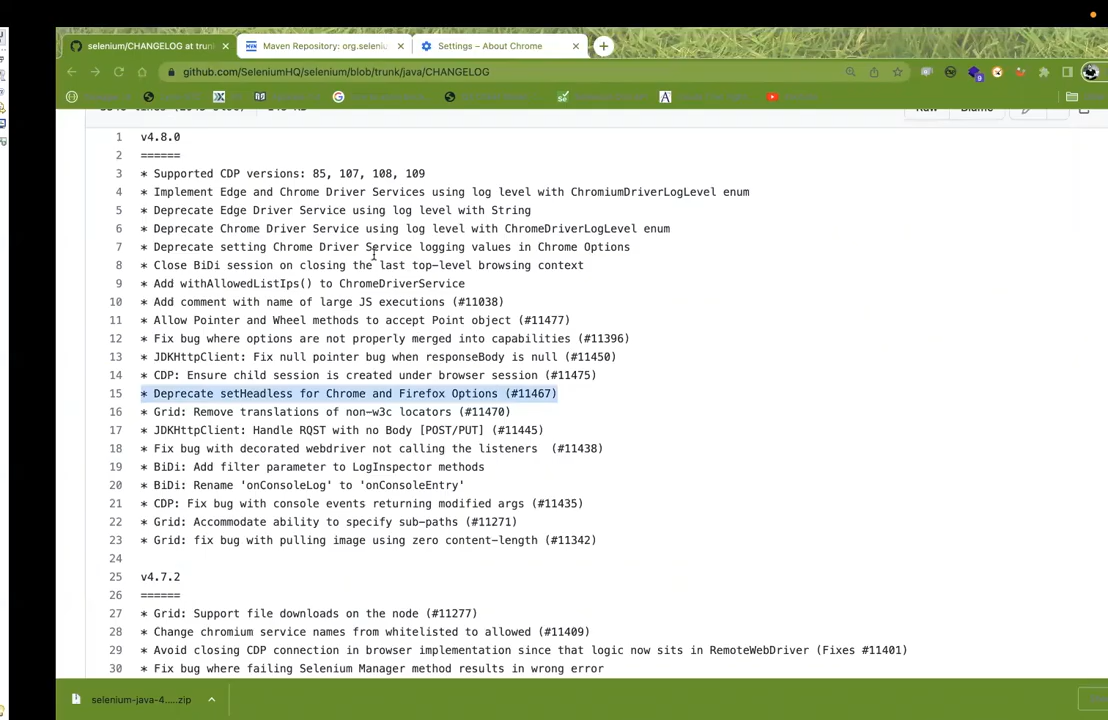 selenium/CHANGELOG at trun
Maven Repository: org.seleniu
Settings – About Chrome
github.com/SeleniumHQ/selenium/blob/trunk/java/CHANGELOG
9
Raw
Blame
1 v4.8.0
2 ======
3 * Supported CDP versions: 85, 107, 108, 109
4 * Implement Edge and Chrome Driver Services using log level with ChromiumDriverLogLevel enum
5 * Deprecate Edge Driver Service using log level with String
6 * Deprecate Chrome Driver Service using log level with ChromeDriverLogLevel enum
7 * Deprecate setting Chrome Driver Service logging values in Chrome Options
8 * Close BiDi session on closing the last top-level browsing context
9 * Add withAllowedListIps() to ChromeDriverService
10 * Add comment with name of large JS executions (#11038)
11 * Allow Pointer and Wheel methods to accept Point object (#11477)
12 * Fix bug where options are not properly merged into capabilities (#11396)
13 * JDKHttpClient: Fix null pointer bug when responseBody is null (#11450)
14 * CDP: Ensure child session is created under browser session (#11475)
15 * Deprecate setHeadless for Chrome and Firefox Options (#11467)
16 * Grid: Remove translations of non-w3c locators (#11470)
17 * JDKHttpClient: Handle RQST with no Body [POST/PUT] (#11445)
18 * Fix bug with decorated webdriver not calling the listeners  (#11438)
19 * BiDi: Add filter parameter to LogInspector methods
20 * BiDi: Rename 'onConsoleLog' to 'onConsoleEntry'
21 * CDP: Fix bug with console events returning modified args (#11435)
22 * Grid: Accommodate ability to specify sub-paths (#11271)
23 * Grid: fix bug with pulling image using zero content-length (#11342)
24
25 v4.7.2
26 ======
27 * Grid: Support file downloads on the node (#11277)
28 * Change chromium service names from whitelisted to allowed (#11409)
29 * Avoid closing CDP connection in browser implementation since that logic now sits in RemoteWebDriver (Fixes #11401)
30 * Fix bug where failing Selenium Manager method results in wrong error
selenium-java-4.....zip